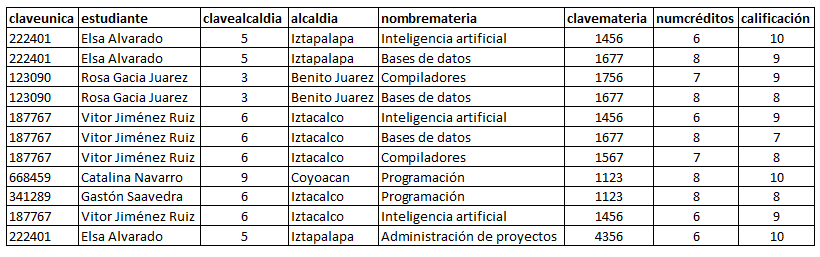 claveunica estudiante clavealcaldia alcaldia nombremateria clavemateria numcréditos calificación
222401 Elsa Alvarado 5 Iztapalapa Inteligencia artificial 1456 6 10
222401 Elsa Alvarado 5 Iztapalapa Bases de datos 1677 8 9
123090 Rosa Gacia Juarez 3 Benito Juarez Compiladores 1756 7 9
123090 Rosa Gacia Juarez 3 Benito Juarez Bases de datos 1677 8 8
187767 Vitor Jiménez Ruiz 6 Iztacalco Inteligencia artificial 1456 6 9
187767 Vitor Jiménez Ruiz 6 Iztacalco Bases de datos 1677 8 7
187767 Vitor Jiménez Ruiz 6 Iztacalco Compiladores 1567 7 8
668459 Catalina Navarro 9 Coyoacan Programación 1123 8 10
341289 Gastón Saavedra 6 Iztacalco Programación 1123 8 8
187767 Vitor Jiménez Ruiz 6 Iztacalco Inteligencia artificial 1456 6 9
222401 Elsa Alvarado 5 Iztapalapa Administración de proyectos 4356 6 10